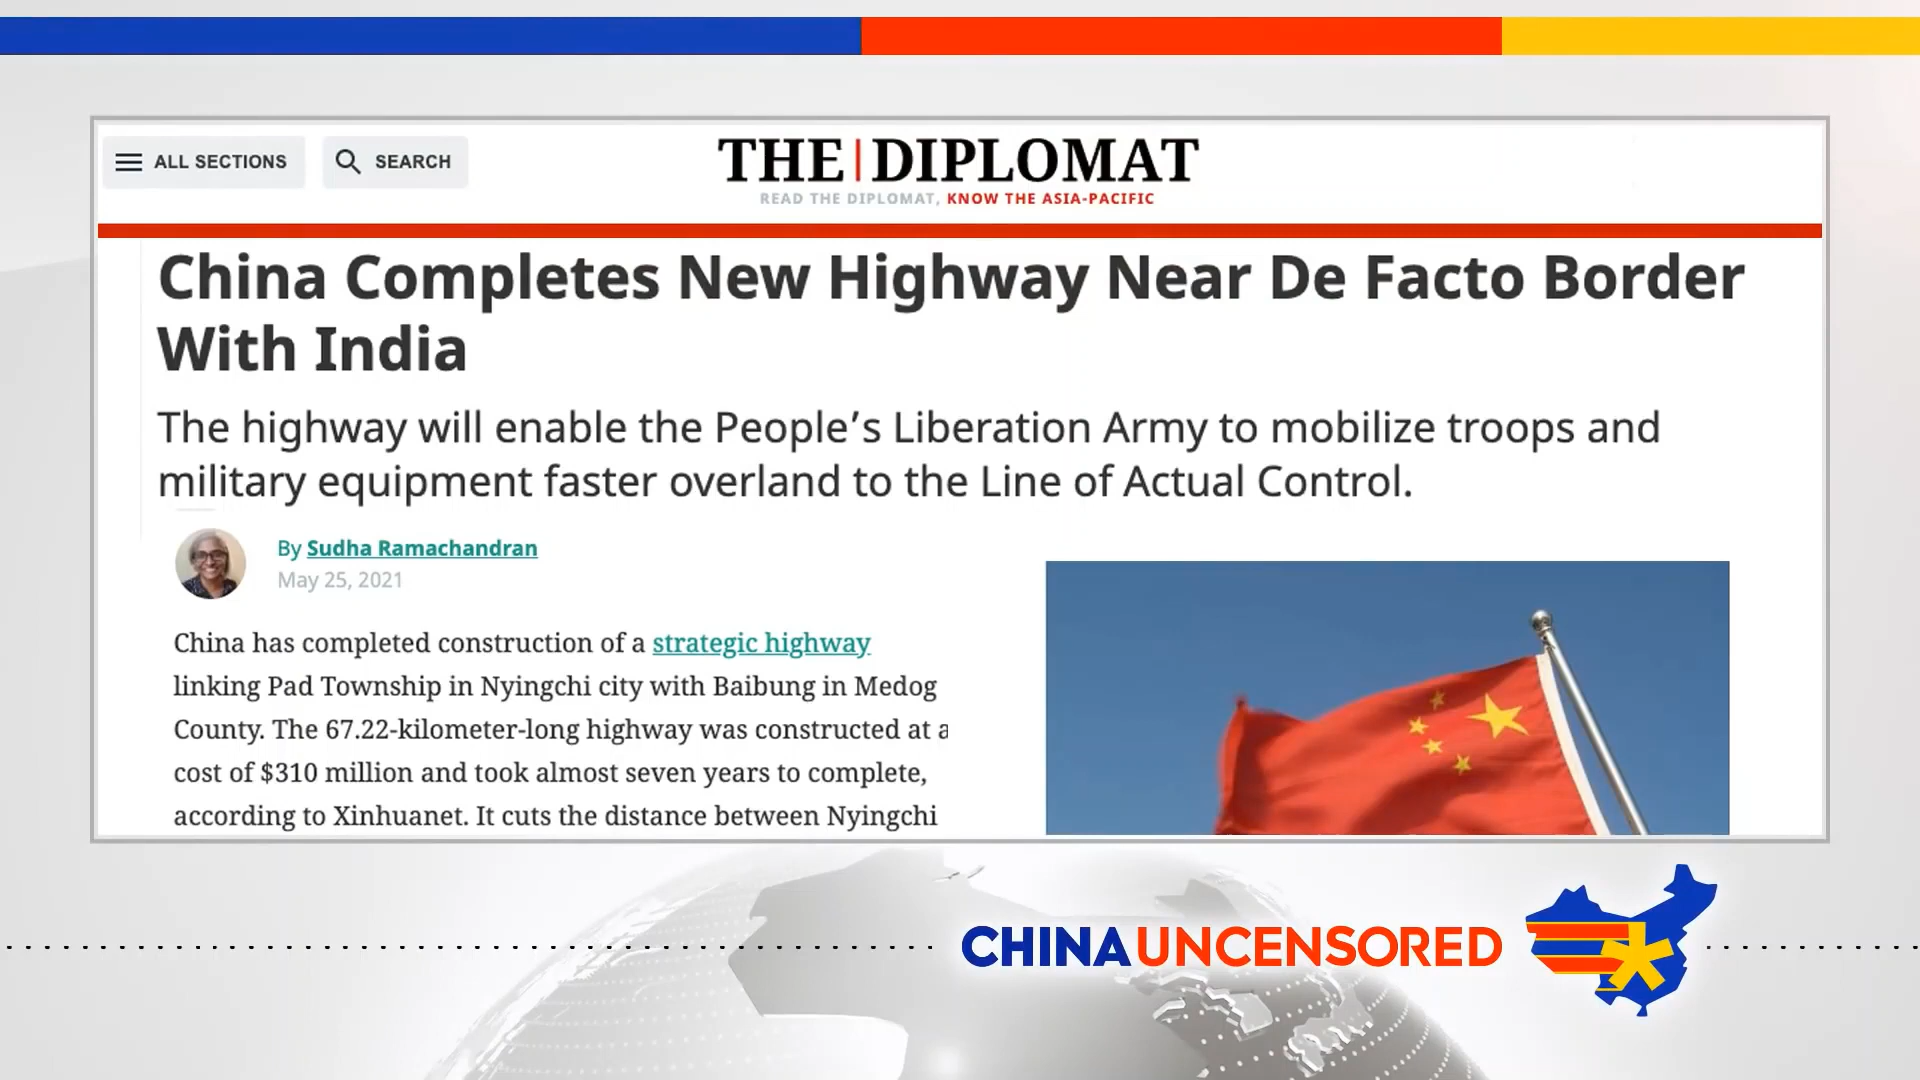 ALL SECTIONS
SEARCH
THE|DIPLOMAT
READ THE DIPLOMAT, KNOW THE ASIA-PACIFIC
China Completes New Highway Near De Facto Border
With India
The highway will enable the People’s Liberation Army to mobilize troops and
military equipment faster overland to the Line of Actual Control.
By Sudha Ramachandran
May 25, 2021
China has completed construction of a strategic highway
linking Pad Township in Nyingchi city with Baibung in Medog
County. The 67.22-kilometer-long highway was constructed at a
cost of $310 million and took almost seven years to complete,
according to Xinhuanet. It cuts the distance between Nyingchi
CHINAUNCENSORED